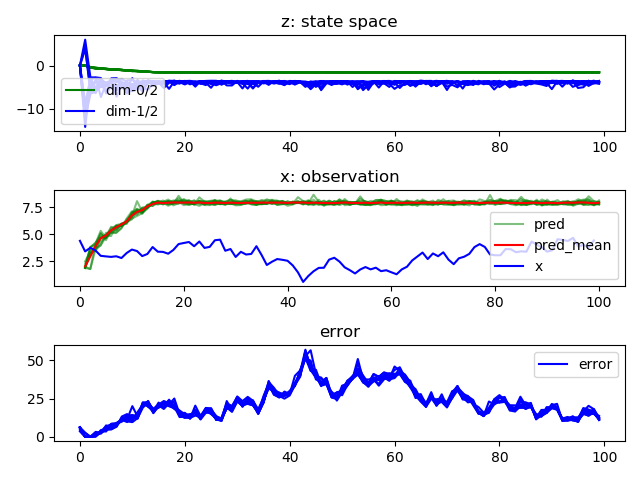 z: state space
0
−10
dim-0/2
dim-1/2
0 20 40 60 80 100
x: observation
7.5
5.0
2.5
pred
pred_mean
x
0 20 40 60 80 100
error
50
25
0
error
0 20 40 60 80 100